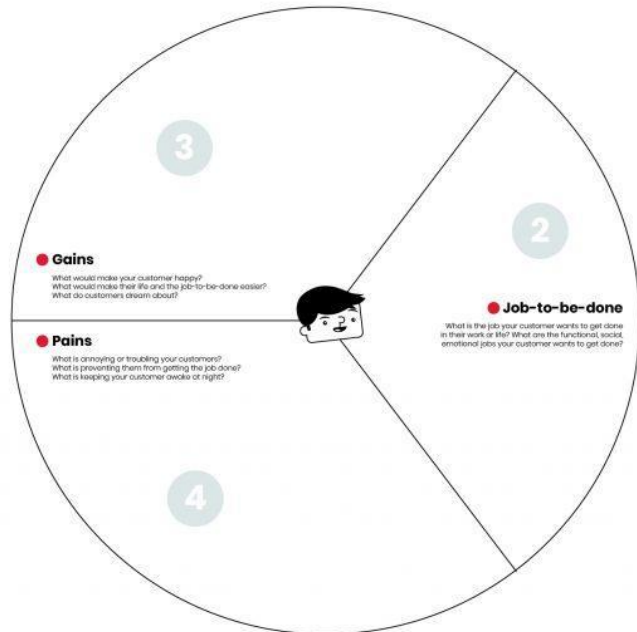 3
Gains
What would make your customer happy?
What would make their life and the job-to-be-done easier?
What do customers dream about?
2
Job-to-be-done
What is the job your customer wants to get done
in their work or life? What are the functional, social,
emotional jobs your customer wants to get done?
Pains
What is annoying or troubling your customers?
What is preventing them from getting the job done?
What is keeping your customer awake at night?
4